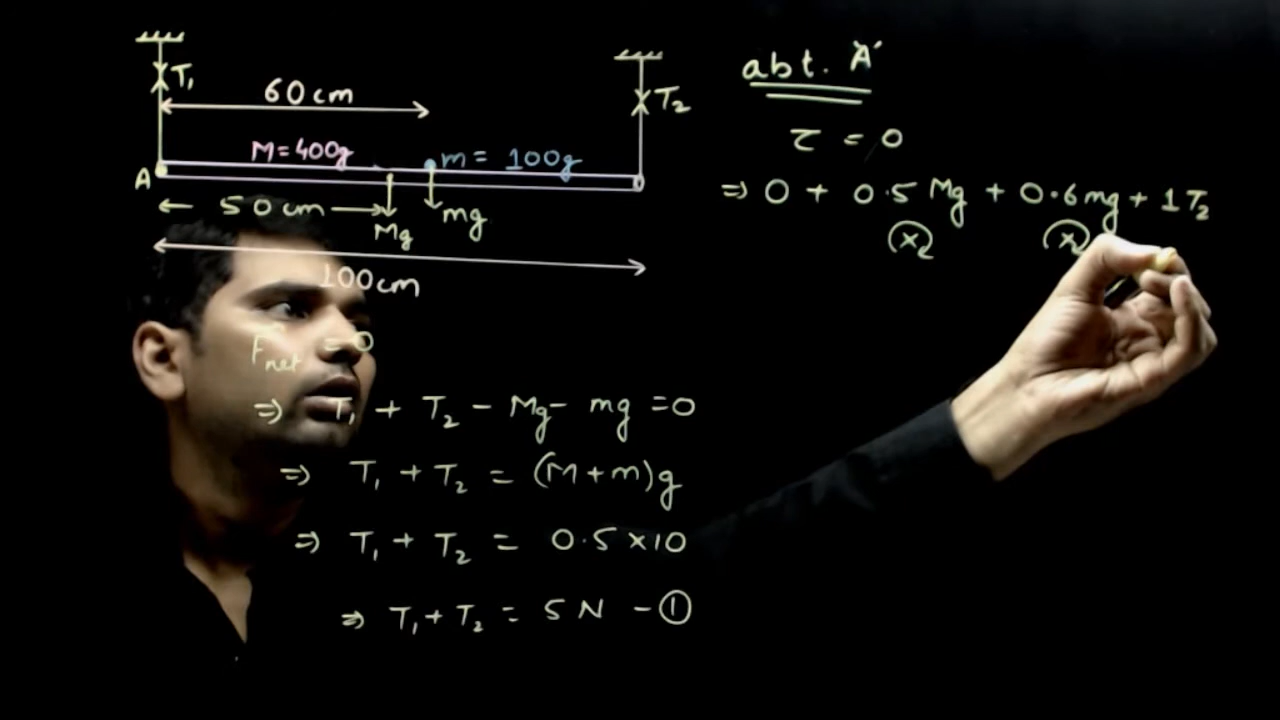 T₁
60 cm
T₂
M = 400g
m = 100g
A
50 cm
Mg
mg
100cm
F_net = 0
⇒ T₁ + T₂ - Mg - mg = 0
⇒ T₁ + T₂ = (M + m)g
⇒ T₁ + T₂ = 0.5 × 10
⇒ T₁ + T₂ = 5 N - ①
abt. A'
τ = 0
⇒ 0 + 0.5 Mg + 0.6 mg + 1 T₂